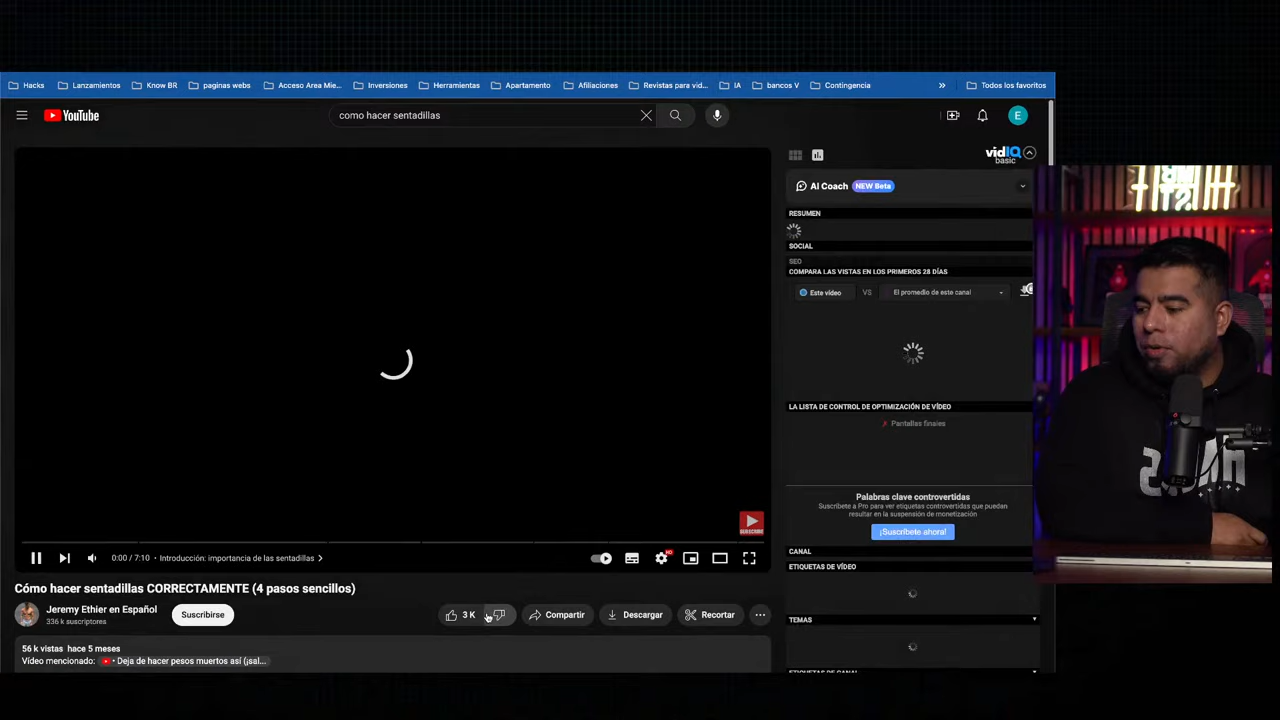 Hacks Lanzamientos Know BR paginas webs Acceso Area Mie... Inversiones Herramientas Apartamento Afiliaciones Revistas para vid... IA bancos V Contingencia » Todos los favoritos
YouTube como hacer sentadillas E
vidIQ
basic
AI Coach NEW Beta
RESUMEN
SOCIAL
SEO
COMPARA LAS VISTAS EN LOS PRIMEROS 28 DÍAS
Este vídeo VS El promedio de este canal
LA LISTA DE CONTROL DE OPTIMIZACIÓN DE VÍDEO
Pantallas finales
Palabras clave controvertidas
Suscríbete a Pro para ver etiquetas controvertidas que puedan
resultar en la suspensión de monetización
¡Suscríbete ahora!
CANAL
ETIQUETAS DE VÍDEO
TEMAS
SUBSCRIBE
0:00 / 7:10 · Introducción: importancia de las sentadillas
HD
Cómo hacer sentadillas CORRECTAMENTE (4 pasos sencillos)
Jeremy Ethier en Español
336 k suscriptores
Suscribirse
3 K
Compartir
Descargar
Recortar
56 k vistas hace 5 meses
Vídeo mencionado: • Deja de hacer pesos muertos así (¡sal...